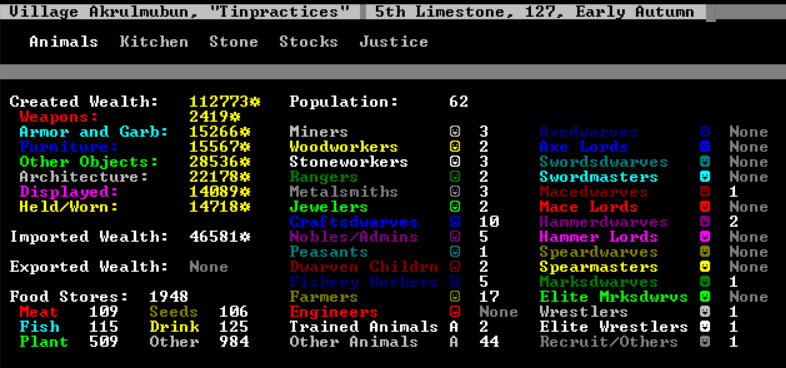 Village Akrulmubun, "Tinpractices" 5th Limestone, 127, Early Autumn
Animals Kitchen Stone Stocks Justice
Created Wealth: 112773☼ Population: 62
Weapons: 2419☼
Armor and Garb: 15266☼ Miners 3 Axedwarves None
Furniture: 15567☼ Woodworkers 2 Axe Lords None
Other Objects: 28536☼ Stoneworkers 3 Swordsdwarves None
Architecture: 22178☼ Rangers 2 Swordmasters None
Displayed: 14089☼ Metalsmiths 3 Macedwarves 1
Held/Worn: 14718☼ Jewelers 2 Mace Lords None
Craftsdwarves 10 Hammerdwarves 2
Imported Wealth: 46581☼ Nobles/Admins 5 Hammer Lords None
Peasants 1 Speardwarves None
Exported Wealth: None Dwarven Childrn 2 Spearmasters None
Fishery Workers 5 Marksdwarves 1
Food Stores: 1948 Farmers 17 Elite Mrksdwrvs None
Meat 109 Seeds 106 Engineers None Wrestlers 1
Fish 115 Drink 125 Trained Animals A 2 Elite Wrestlers 1
Plant 509 Other 984 Other Animals A 44 Recruit/Others 1